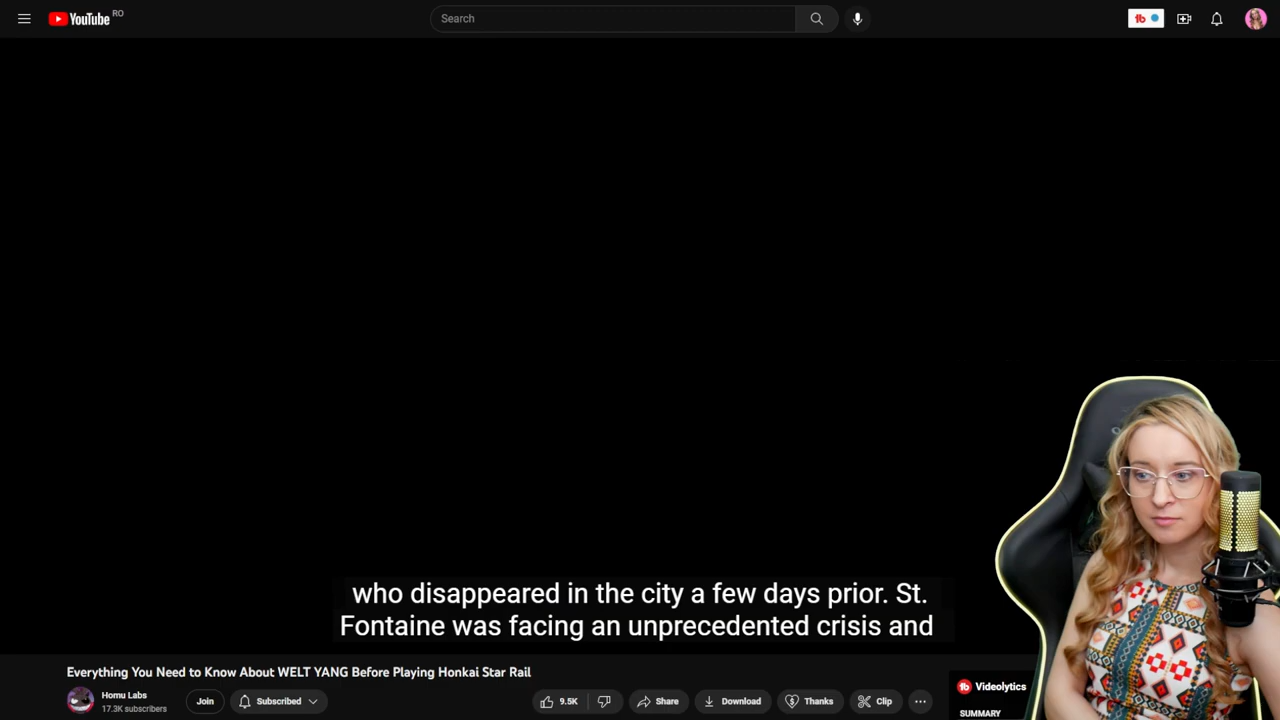 YouTube RO
Search
who disappeared in the city a few days prior. St.
Fontaine was facing an unprecedented crisis and
Everything You Need to Know About WELT YANG Before Playing Honkai Star Rail
Homu Labs
17.3K subscribers
Join
Subscribed
9.5K
Share
Download
Thanks
Clip
tb Videolytics
SUMMARY